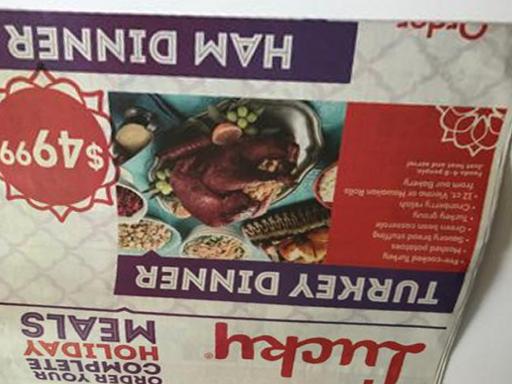 Lucky®
ORDER YOUR
COMPLETE
HOLIDAY
MEALS
TURKEY DINNER
• Pre-cooked Turkey
• Mashed potatoes
• Savory bread stuffing
• Green bean casserole
• Turkey gravy
• Cranberry relish
• 12 ct. Venice or Hawaiian Rolls
from our Bakery
Feeds 6-8 people.
Just heat and serve!
$4999
HAM DINNER
Order